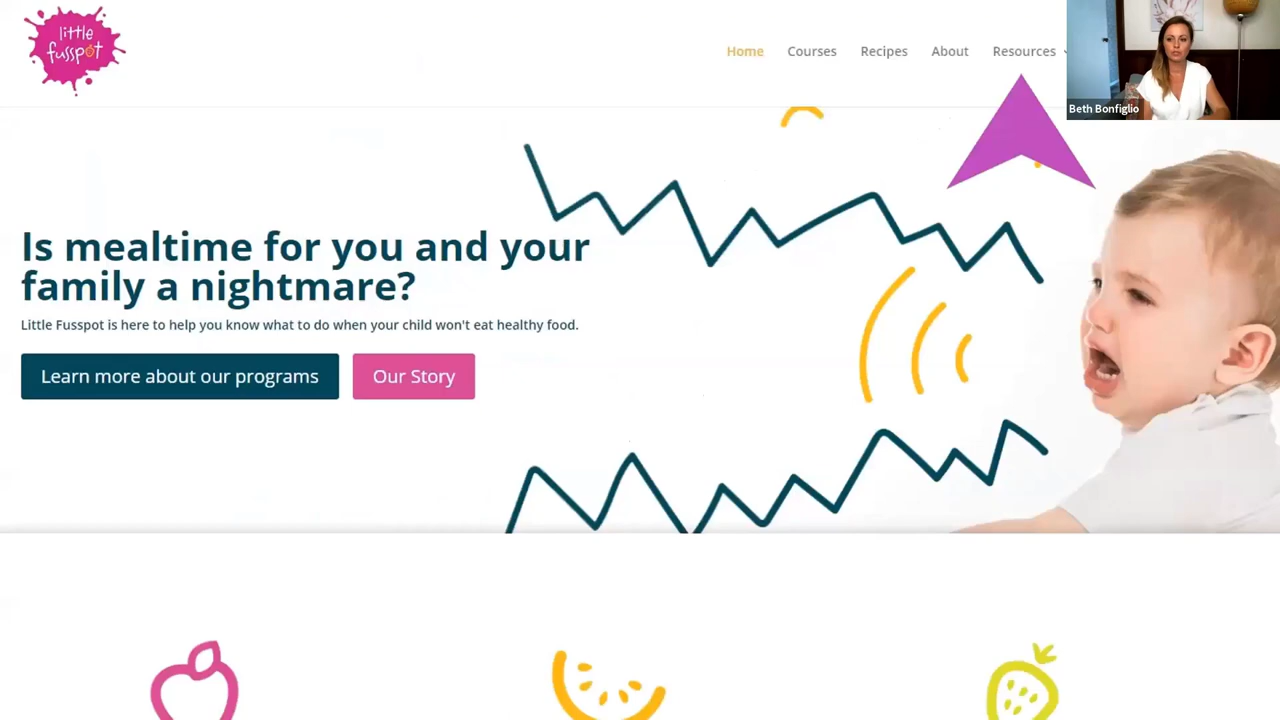 little
fusspot
Home
Courses
Recipes
About
Resources
Beth Bonfiglio
Is mealtime for you and your
family a nightmare?
Little Fusspot is here to help you know what to do when your child won't eat healthy food.
Learn more about our programs
Our Story